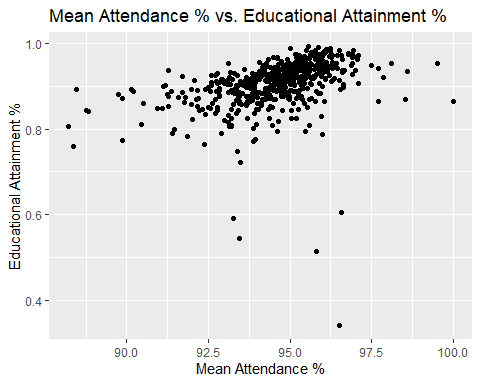 Mean Attendance % vs. Educational Attainment %
1.0
0.8
0.6
0.4
Educational Attainment %
90.0 92.5 95.0 97.5 100.0
Mean Attendance %